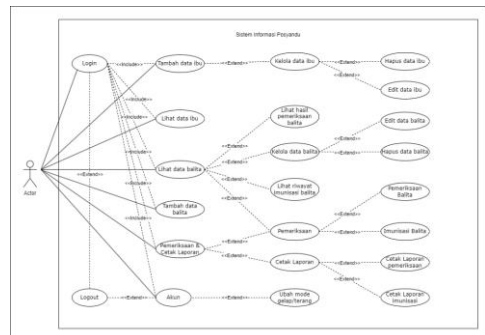 Sistem Informasi Posyandu
Login
<<Include>>
Tambah data ibu
<<Extend>>
Kelola data ibu
<<Extend>>
Hapus data ibu
<<Extend>>
Edit data ibu
<<Include>>
Lihat data ibu
<<Include>>
Lihat hasil
pemeriksaan
balita
<<Extend>>
Edit data balita
<<Extend>>
Lihat data balita
<<Extend>>
Kelola data balita
<<Extend>>
Hapus data balita
<<Extend>>
Lihat riwayat
imunisasi balita
<<Extend>>
Actor
<<Extend>>
<<Include>>
Tambah data
balita
<<Include>>
Pemeriksaan &
Cetak Laporan
<<Extend>>
Pemeriksaan
<<Extend>>
Pemeriksaan
Balita
<<Extend>>
Imunisasi Balita
<<Extend>>
Cetak Laporan
<<Extend>>
Cetak Laporan
pemeriksaan
<<Extend>>
Cetak Laporan
Imunisasi
Logout
<<Extend>>
Akun
<<Extend>>
Ubah mode
gelap/terang